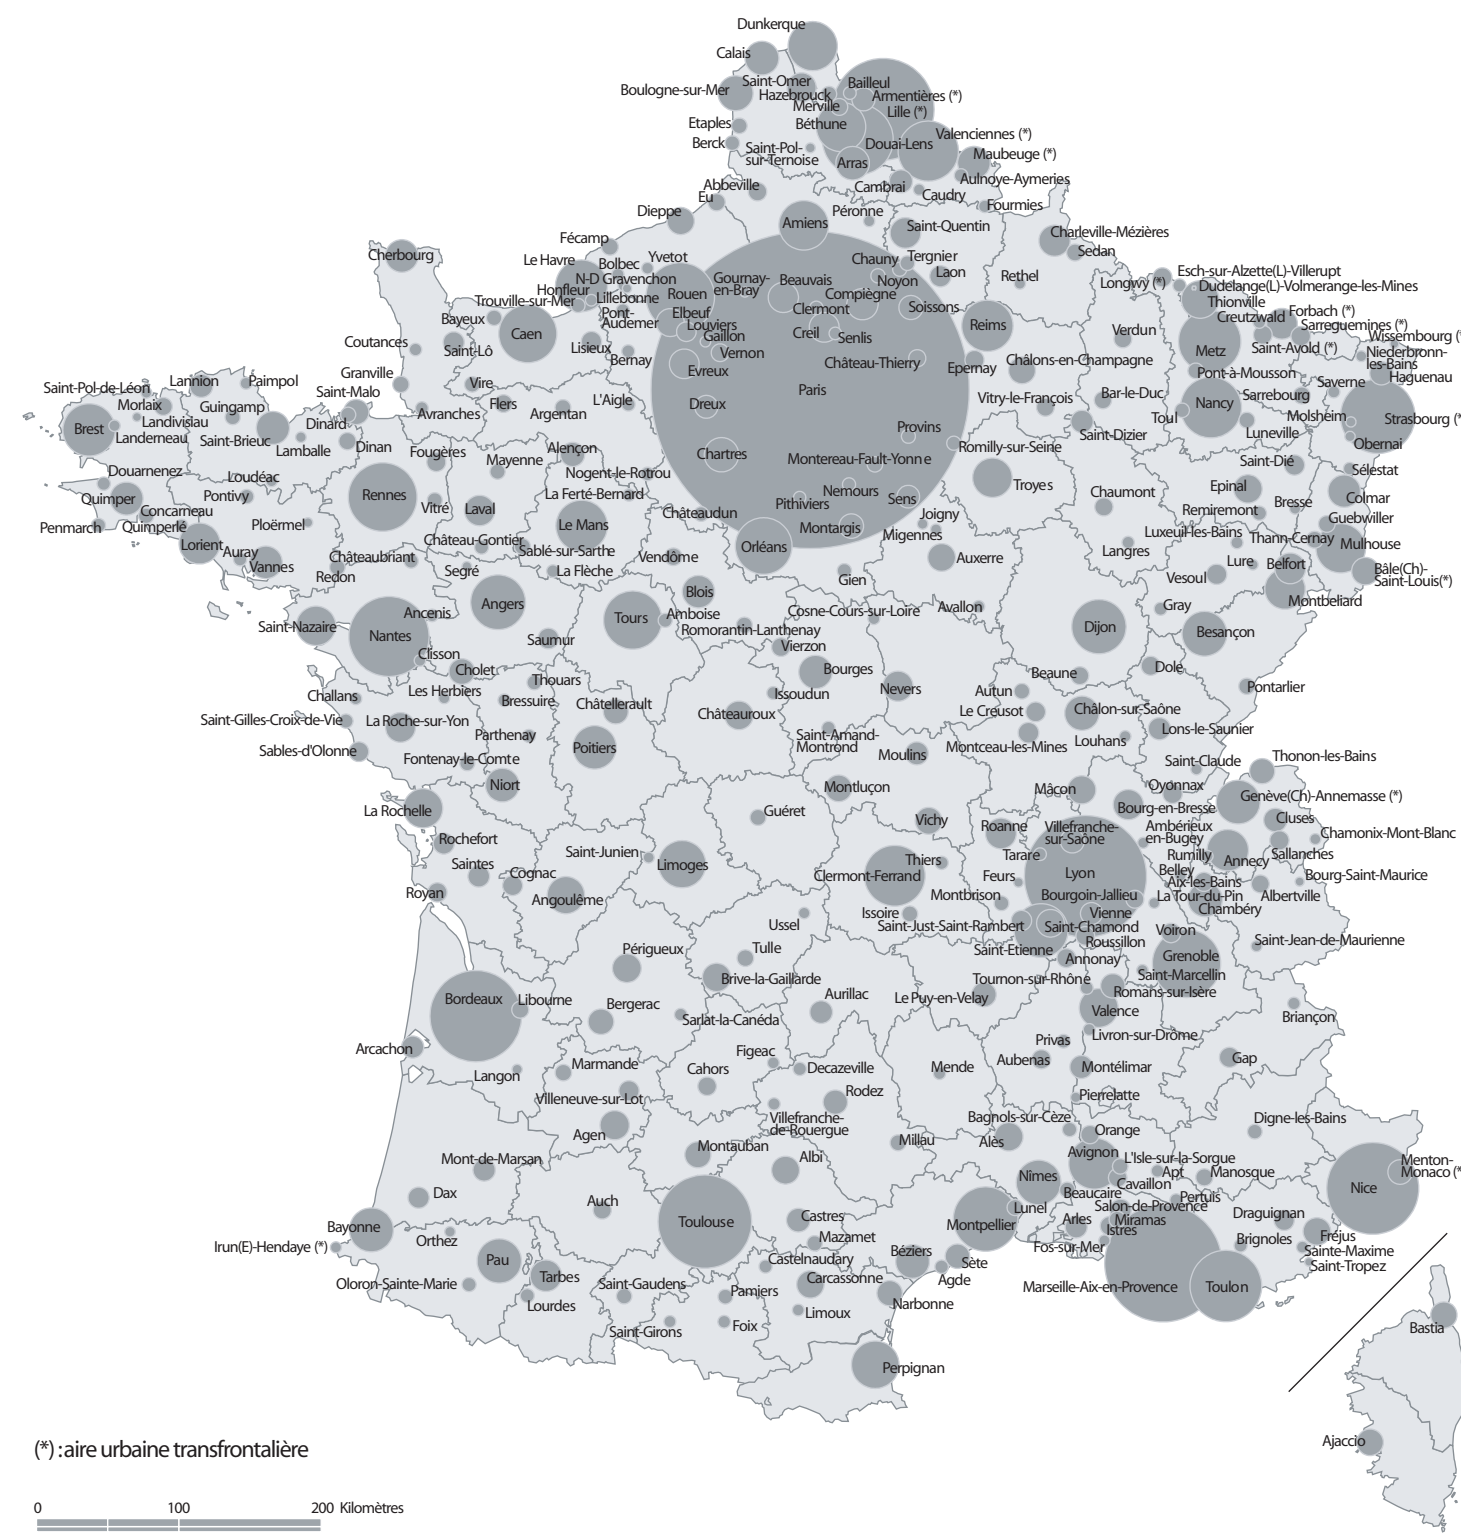 Dunkerque
Calais
Boulogne-sur-Mer
Saint-Omer
Bailleul
Hazebrouck
Armentières (*)
Merville
Lille (*)
Etaples
Béthune
Valenciennes (*)
Berck
Saint-Pol-
sur-Ternoise
Douai-Lens
Maubeuge (*)
Arras
Abbeville
Cambrai
Aulnoye-Aymeries
Caudry
Eu
Fourmies
Dieppe
Péronne
Amiens
Saint-Quentin
Charleville-Mézières
Fécamp
Sedan
Cherbourg
Le Havre
Bolbec
Yvetot
Chauny
Tergnier
Laon
Rethel
Esch-sur-Alzette(L)-Villerupt
Longwy (*)
N-D Gravenchon
Gournay-
en-Bray
Beauvais
Noyon
Dudelange(L)-Volmerange-les-Mines
Honfleur
Lillebonne
Rouen
Compiègne
Thionville
Trouville-sur-Mer
Pont-
Audemer
Elbeuf
Clermont
Soissons
Forbach (*)
Creutzwald
Sarreguemines (*)
Bayeux
Caen
Louviers
Gaillon
Creil
Senlis
Reims
Verdun
Wissembourg (*
Coutances
Saint-Lô
Lisieux
Bernay
Vernon
Château-Thierry
Epernay
Châlons-en-Champagne
Metz
Saint-Avold (*)
Niederbronn-
les-Bains
Granville
Evreux
Pont-à-Mousson
Haguenau
Saint-Pol-de-Léon
Lannion
Paimpol
Saint-Malo
Vire
Flers
Argentan
L'Aigle
Paris
Vitry-le-François
Bar-le-Duc
Saverne
Morlaix
Guingamp
Dinard
Avranches
Dreux
Toul
Nancy
Sarrebourg
Molsheim
Strasbourg (*
Brest
Landivisiau
Landerneau
Saint-Brieuc
Lamballe
Dinan
Fougères
Mayenne
Alençon
Provins
Romilly-sur-Seine
Saint-Dizier
Luneville
Obernai
Chartres
Montereau-Fault-Yonne
Saint-Dié
Sélestat
Douarnenez
Loudéac
Nogent-le-Rotrou
Troyes
Quimper
Pontivy
Rennes
Vitré
Laval
La Ferté-Bernard
Nemours
Pithiviers
Sens
Chaumont
Epinal
Remiremont
Bresse
Colmar
Concarneau
Penmarch
Quimperlé
Ploërmel
Le Mans
Châteaudun
Joigny
Guebwiller
Montargis
Migennes
Luxeuil-les-Bains
Thann-Cernay
Mulhouse
Lorient
Auray
Vannes
Châteaubriant
Château-Gontier
Sablé-sur-Sarthe
Orléans
Auxerre
Langres
Redon
Segré
La Flèche
Vendôme
Gien
Lure
Vesoul
Belfort
Bâle(Ch)-
Saint-Louis(*)
Montbeliard
Angers
Blois
Cosne-Cours-sur-Loire
Avallon
Gray
Saint-Nazaire
Ancenis
Nantes
Tours
Amboise
Romorantin-Lanthenay
Dijon
Besançon
Saumur
Vierzon
Clisson
Cholet
Bourges
Beaune
Dole
Thouars
Challans
Les Herbiers
Bressuire
Châtellerault
Issoudun
Nevers
Autun
Pontarlier
Saint-Gilles-Croix-de-Vie
La Roche-sur-Yon
Châteauroux
Le Creusot
Châlon-sur-Saône
Parthenay
Saint-Amand-
Montrond
Montceau-les-Mines
Louhans
Lons-le-Saunier
Sables-d'Olonne
Fontenay-le-Comte
Poitiers
Moulins
Saint-Claude
Thonon-les-Bains
Niort
Montluçon
Mâcon
Oyonnax
Genève(Ch)-Annemasse (*)
La Rochelle
Guéret
Vichy
Bourg-en-Bresse
Cluses
Roanne
Villefranche-
sur-Saône
Ambérieux
en-Bugey
Chamonix-Mont-Blanc
Rochefort
Saint-Junien
Limoges
Tarare
Rumilly
Annecy
Sallanches
Saintes
Cognac
Thiers
Clermont-Ferrand
Feurs
Lyon
Belley
Bourg-Saint-Maurice
Royan
Angoulême
Montbrison
Bourgoin-Jallieu
Aix-les-Bains
La Tour-du-Pin
Albertville
Issoire
Vienne
Chambéry
Ussel
Saint-Just-Saint-Rambert
Saint-Chamond
Voiron
Périgueux
Tulle
Saint-Etienne
Roussillon
Saint-Jean-de-Maurienne
Annonay
Grenoble
Brive-la-Gaillarde
Tournon-sur-Rhône
Saint-Marcellin
Bordeaux
Libourne
Bergerac
Aurillac
Le Puy-en-Velay
Romans-sur-Isère
Sarlat-la-Canéda
Valence
Briançon
Arcachon
Livron-sur-Drôme
Figeac
Privas
Langon
Marmande
Cahors
Decazeville
Mende
Aubenas
Montélimar
Gap
Villeneuve-sur-Lot
Rodez
Pierrelatte
Villefranche-
de-Rouergue
Bagnols-sur-Cèze
Digne-les-Bains
Agen
Montauban
Millau
Alès
Orange
Mont-de-Marsan
Albi
Avignon
L'Isle-sur-la-Sorgue
Menton-
Monaco (*
Apt
Manosque
Dax
Auch
Nîmes
Cavaillon
Nice
Beaucaire
Pertuis
Bayonne
Toulouse
Castres
Montpellier
Lunel
Salon-de-Provence
Draguignan
Irun(E)-Hendaye (*)
Orthez
Mazamet
Arles
Miramas
Istres
Fréjus
Brignoles
Pau
Béziers
Fos-sur-Mer
Sainte-Maxime
Tarbes
Castelnaudary
Sète
Saint-Tropez
Oloron-Sainte-Marie
Saint-Gaudens
Carcassonne
Agde
Marseille-Aix-en-Provence
Toulon
Lourdes
Pamiers
Limoux
Narbonne
Saint-Girons
Foix
Bastia
Perpignan
Ajaccio
(*) : aire urbaine transfrontalière
0 100 200 Kilomètres